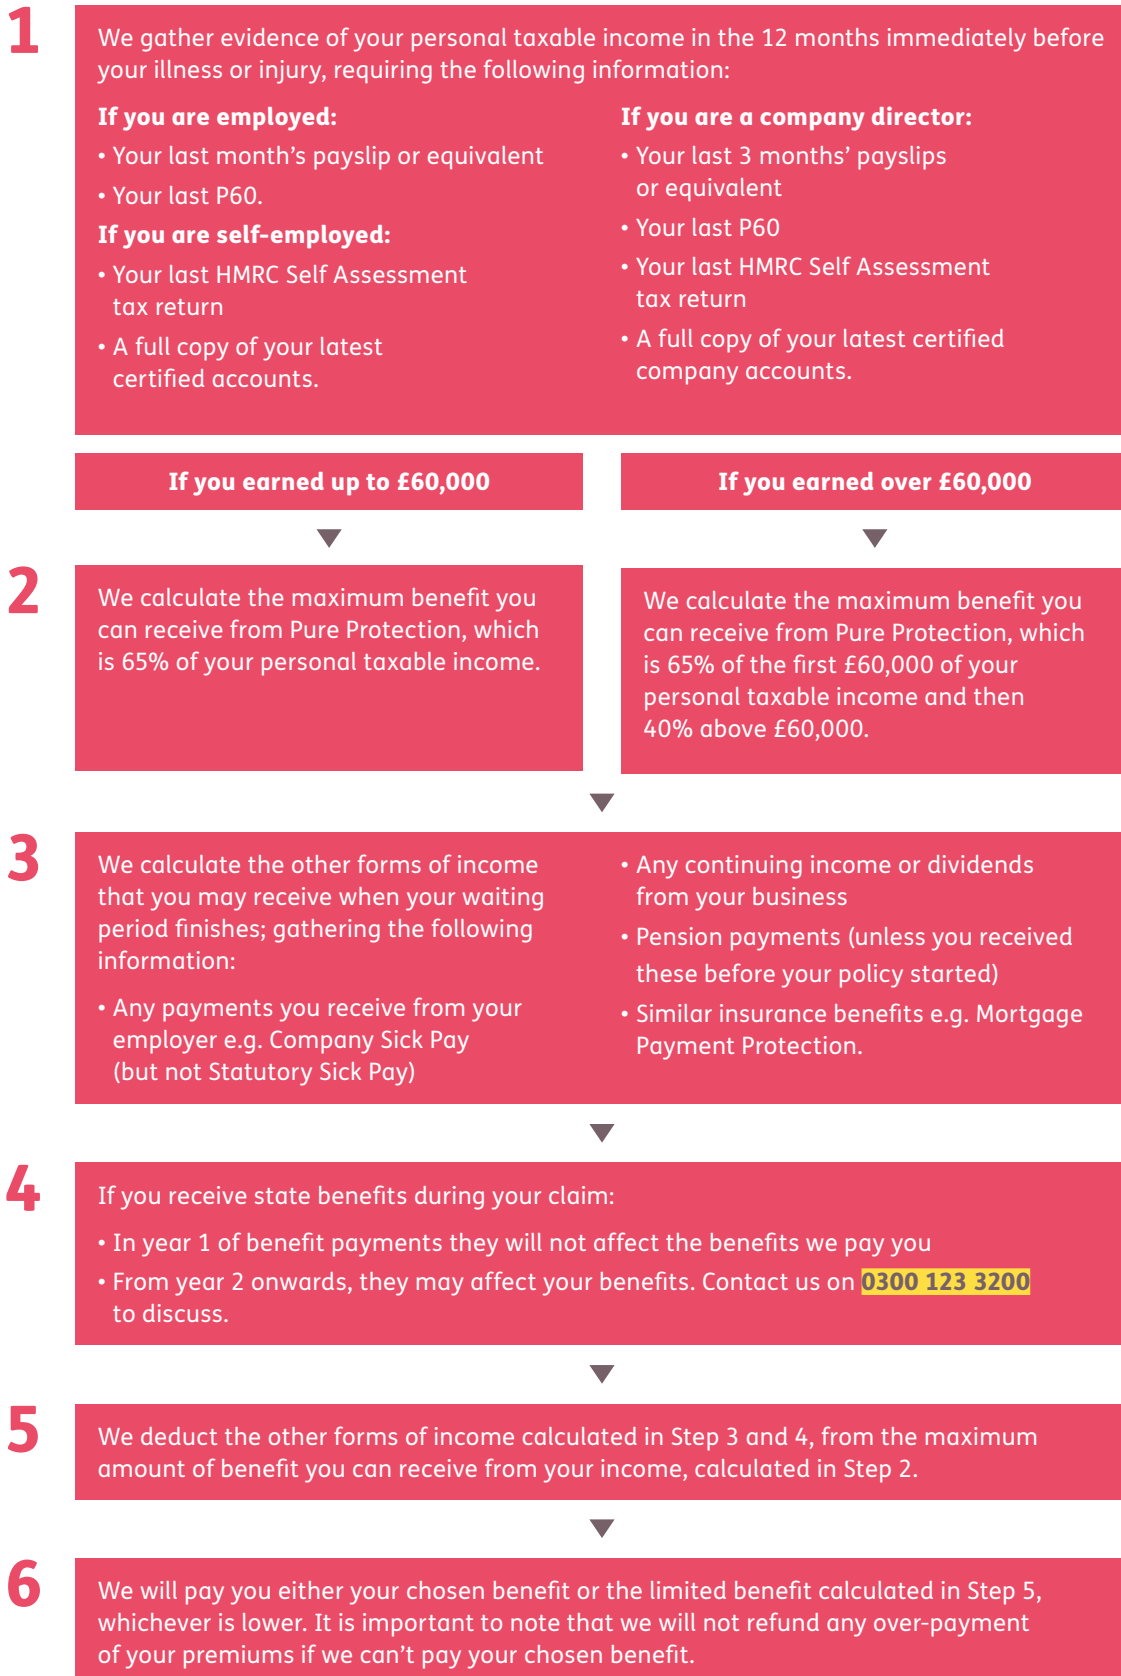 1
We gather evidence of your personal taxable income in the 12 months immediately before
your illness or injury, requiring the following information:
If you are employed:
• Your last month's payslip or equivalent
• Your last P60.
If you are self-employed:
• Your last HMRC Self Assessment
tax return
• A full copy of your latest
certified accounts.
If you are a company director:
• Your last 3 months' payslips
or equivalent
• Your last P60
• Your last HMRC Self Assessment
tax return
• A full copy of your latest certified
company accounts.
If you earned up to £60,000
If you earned over £60,000
2
We calculate the maximum benefit you
can receive from Pure Protection, which
is 65% of your personal taxable income.
We calculate the maximum benefit you
can receive from Pure Protection, which
is 65% of the first £60,000 of your
personal taxable income and then
40% above £60,000.
3
We calculate the other forms of income
that you may receive when your waiting
period finishes; gathering the following
information:
• Any payments you receive from your
employer e.g. Company Sick Pay
(but not Statutory Sick Pay)
• Any continuing income or dividends
from your business
• Pension payments (unless you received
these before your policy started)
• Similar insurance benefits e.g. Mortgage
Payment Protection.
4
If you receive state benefits during your claim:
• In year 1 of benefit payments they will not affect the benefits we pay you
• From year 2 onwards, they may affect your benefits. Contact us on 0300 123 3200
to discuss.
5
We deduct the other forms of income calculated in Step 3 and 4, from the maximum
amount of benefit you can receive from your income, calculated in Step 2.
6
We will pay you either your chosen benefit or the limited benefit calculated in Step 5,
whichever is lower. It is important to note that we will not refund any over-payment
of your premiums if we can't pay your chosen benefit.